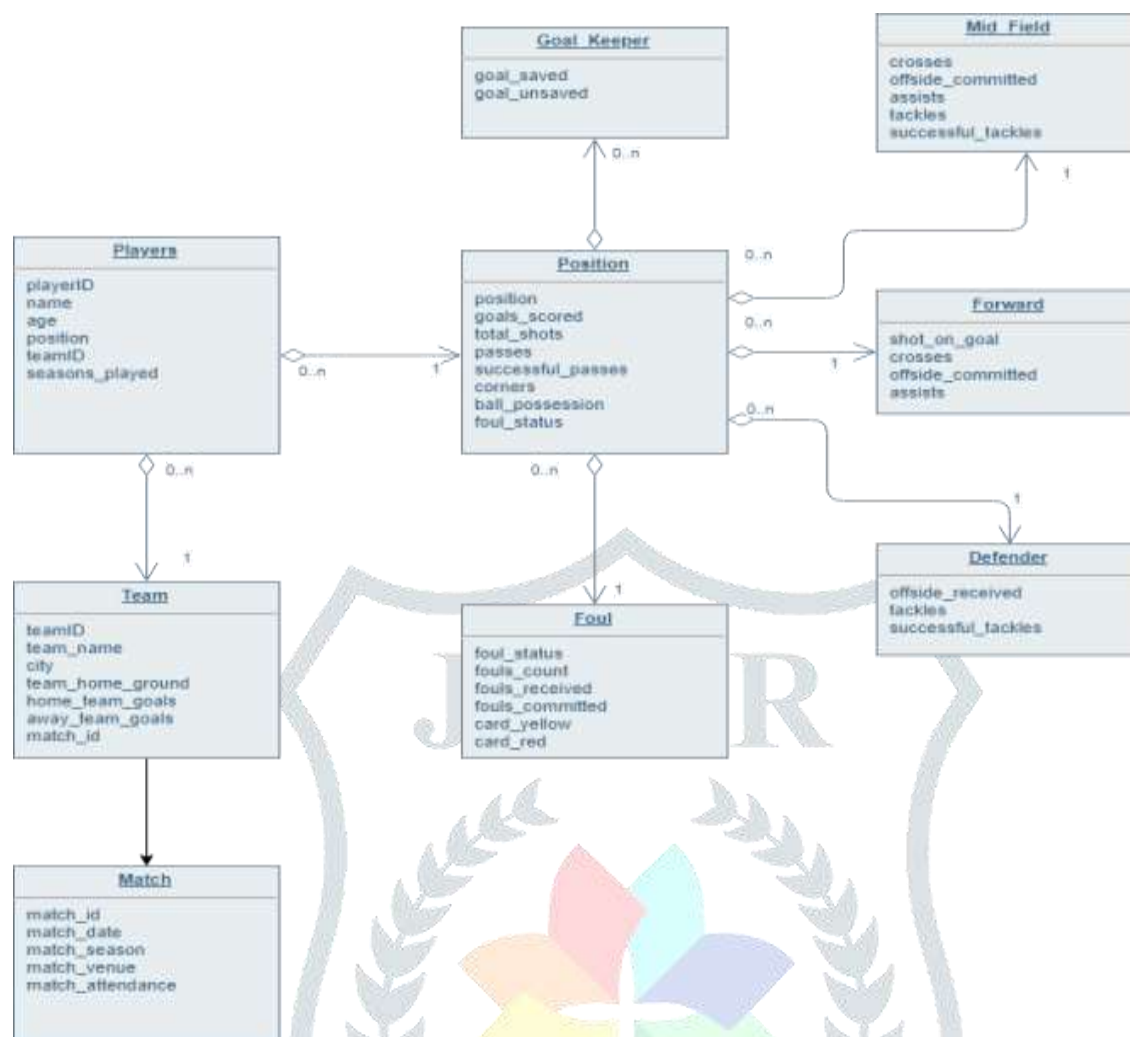 Goal_Keeper
goal_saved
goal_unsaved
0..n
Mid_Field
crosses
offside_committed
assists
tackles
successful_tackles
1
Players
playerID
name
age
position
teamID
seasons_played
0..n
1
0..n
Position
position
goals_scored
total_shots
passes
successful_passes
corners
ball_possession
foul_status
0..n
0..n
0..n
0..n
1
Forward
shot_on_goal
crosses
offside_committed
assists
1
Defender
offside_received
tackles
successful_tackles
1
Team
teamID
team_name
city
team_home_ground
home_team_goals
away_team_goals
match_id
1
Foul
foul_status
fouls_count
fouls_received
fouls_committed
card_yellow
card_red
J R
Match
match_id
match_date
match_season
match_venue
match_attendance